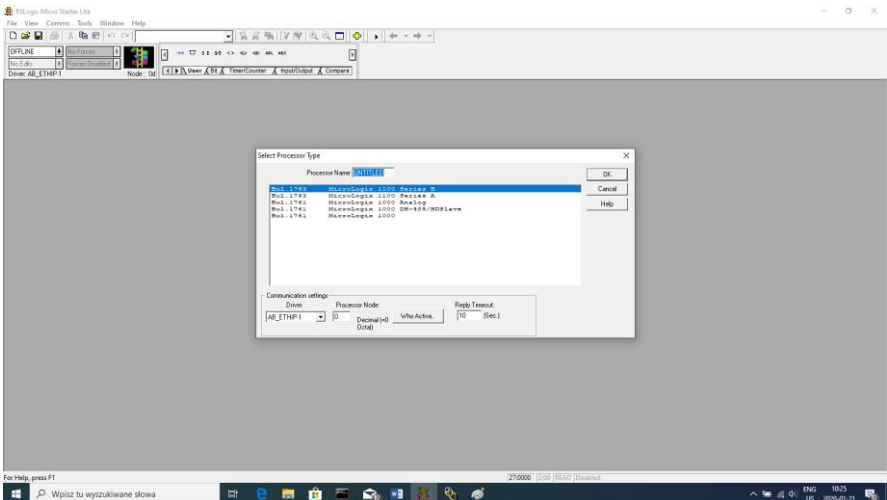 RSLogix Micro Starter Lite
File View Comms Tools Window Help
OFFLINE No Forces
No Edits Forces Disabled
Driver: AB_ETHIP-1 Node: 0d
User Bit Timer/Counter Input/Output Compare
Select Processor Type
Processor Name: UNTITLED
OK
Bul.1763 MicroLogix 1100 Series B
Cancel
Bul.1763 MicroLogix 1100 Series A
Bul.1761 MicroLogix 1000 Analog
Help
Bul.1761 MicroLogix 1000 DH-485/HDSlave
Bul.1761 MicroLogix 1000
Communication settings
Driver Processor Node: Reply Timeout:
AB_ETHIP-1 0 Decimal (=0 Octal) Who Active.. 10 (Sec.)
For Help, press F1
2:00 READ Disabled
Wpisz tu wyszukiwane słowa
ENG 10:25
US 2020-01-21